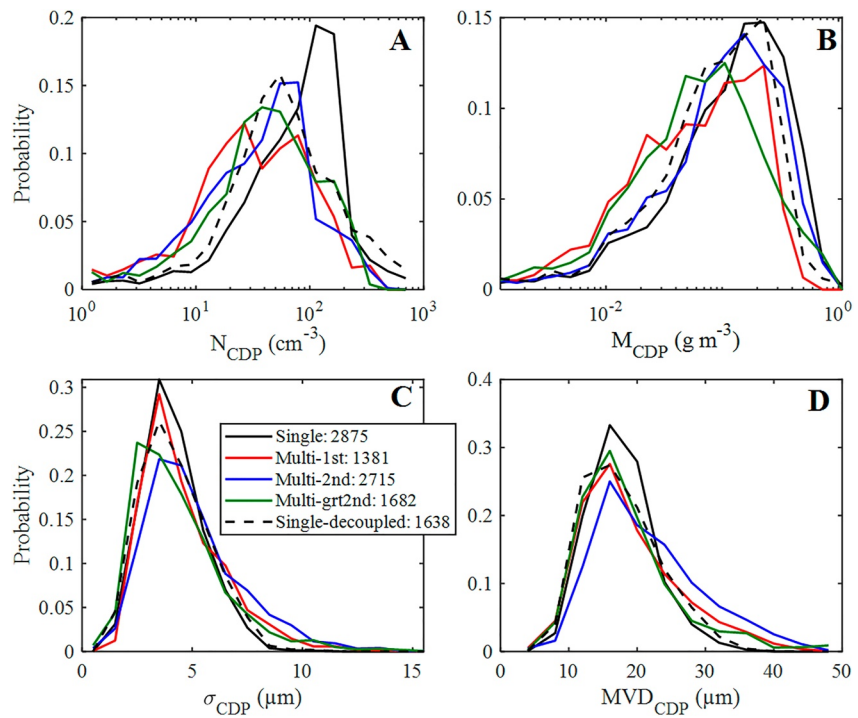 A
0.2
0.15
0.1
0.05
0
Probability
10^0 10^1 10^2 10^3
N_CDP (cm^-3)
B
0.15
0.1
0.05
0
10^-2 10^0
M_CDP (g m^-3)
C
0.3
0.25
0.2
0.15
0.1
0.05
0
Probability
0 5 10 15
σ_CDP (μm)
Single: 2875
Multi-1st: 1381
Multi-2nd: 2715
Multi-grt2nd: 1682
Single-decoupled: 1638
D
0.4
0.3
0.2
0.1
0
0 10 20 30 40 50
MVD_CDP (μm)